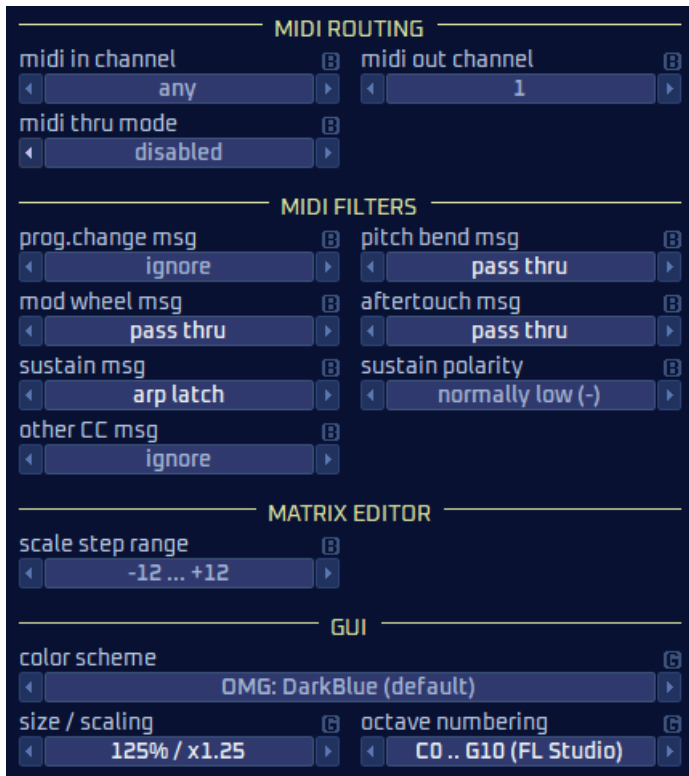 MIDI ROUTING
midi in channel B midi out channel B
any 1
midi thru mode B
disabled
MIDI FILTERS
prog.change msg B pitch bend msg B
ignore pass thru
mod wheel msg B aftertouch msg B
pass thru pass thru
sustain msg B sustain polarity B
arp latch normally low (-)
other CC msg B
ignore
MATRIX EDITOR
scale step range B
-12 ... +12
GUI
color scheme G
OMG: DarkBlue (default)
size / scaling G octave numbering G
125% / x1.25 C0 .. G10 (FL Studio)